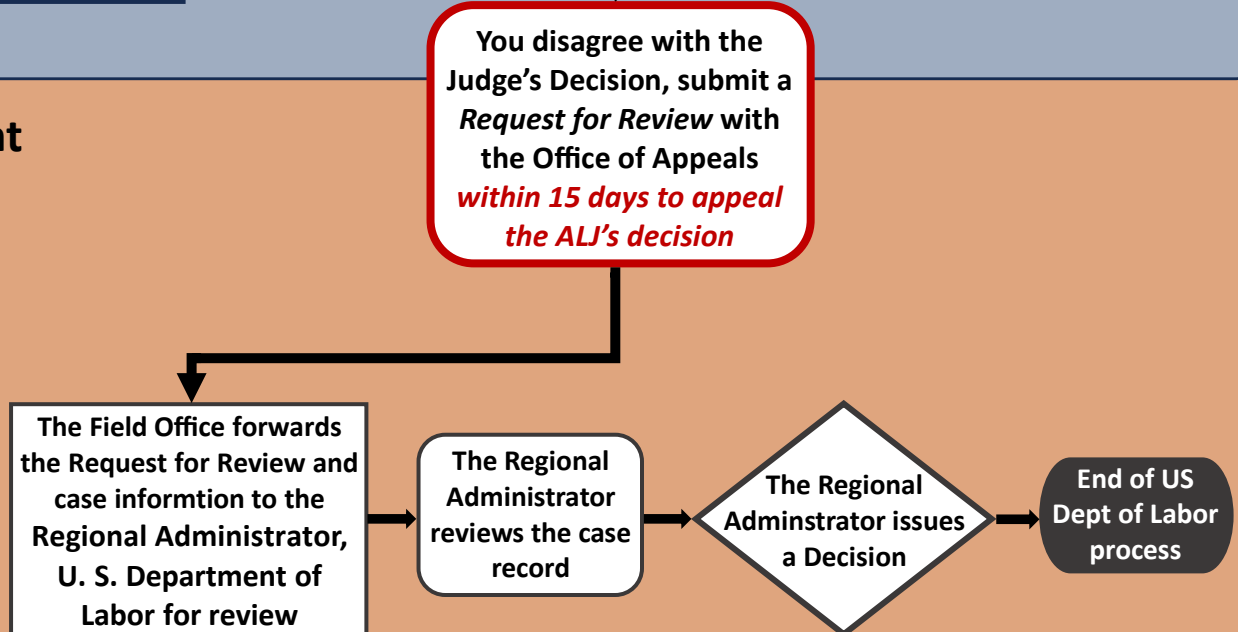 You disagree with the
Judge's Decision, submit a
Request for Review with
the Office of Appeals
within 15 days to appeal
the ALJ's decision
The Field Office forwards
the Request for Review and
case informtion to the
Regional Administrator,
U. S. Department of
Labor for review
The Regional
Administrator
reviews the case
record
The Regional
Adminstrator issues
a Decision
End of US
Dept of Labor
process